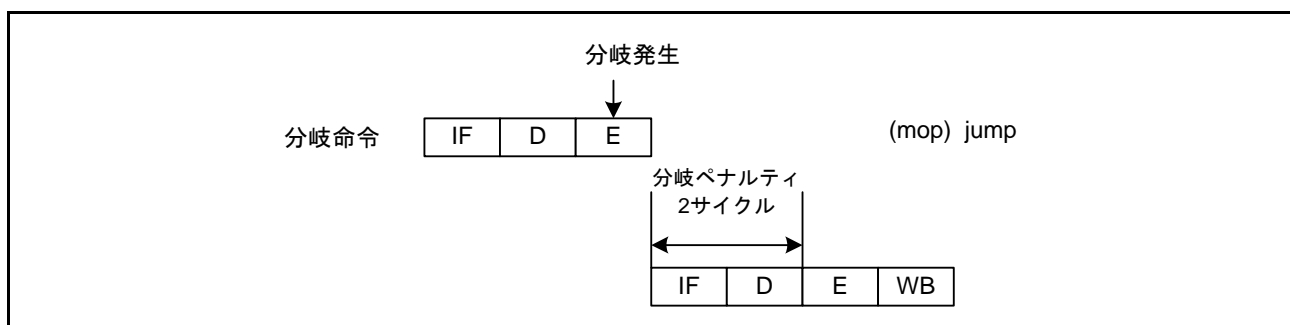 分岐発生
分岐命令 IF D E (mop) jump
分岐ペナルティ
2サイクル
IF D E WB